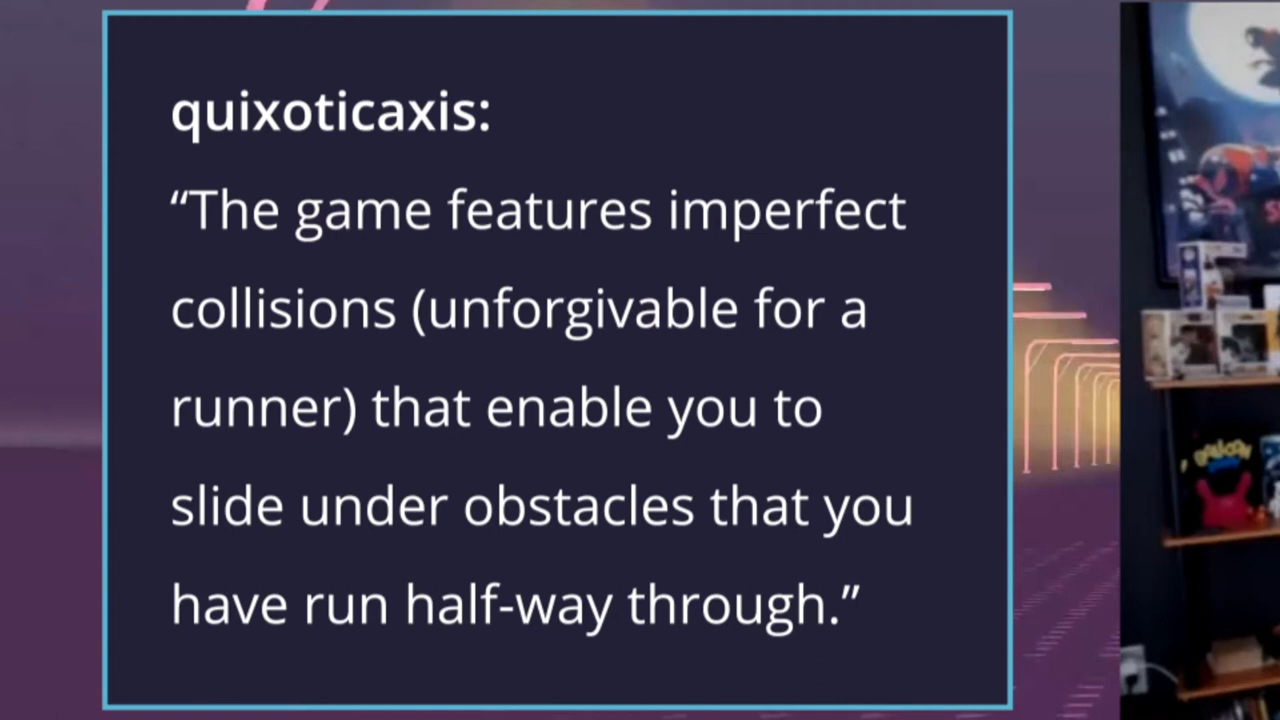 quixoticaxis:
“The game features imperfect
collisions (unforgivable for a
runner) that enable you to
slide under obstacles that you
have run half-way through.”